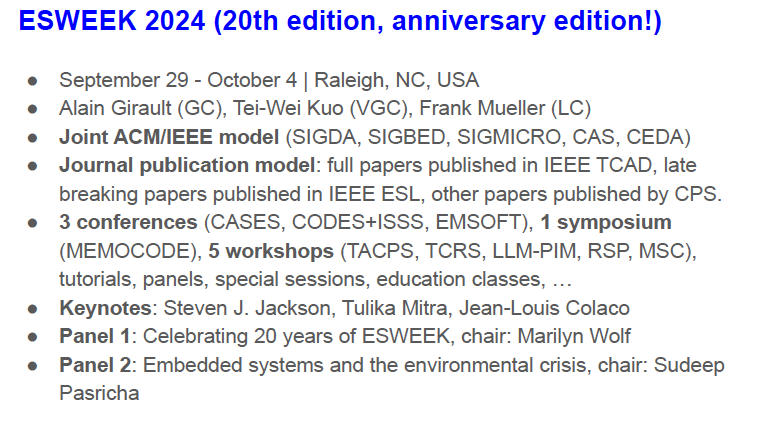 ESWEEK 2024 (20th edition, anniversary edition!)
● September 29 - October 4 | Raleigh, NC, USA
● Alain Girault (GC), Tei-Wei Kuo (VGC), Frank Mueller (LC)
● Joint ACM/IEEE model (SIGDA, SIGBED, SIGMICRO, CAS, CEDA)
● Journal publication model: full papers published in IEEE TCAD, late
breaking papers published in IEEE ESL, other papers published by CPS.
● 3 conferences (CASES, CODES+ISSS, EMSOFT), 1 symposium
(MEMOCODE), 5 workshops (TACPS, TCRS, LLM-PIM, RSP, MSC),
tutorials, panels, special sessions, education classes, …
● Keynotes: Steven J. Jackson, Tulika Mitra, Jean-Louis Colaco
● Panel 1: Celebrating 20 years of ESWEEK, chair: Marilyn Wolf
● Panel 2: Embedded systems and the environmental crisis, chair: Sudeep
Pasricha